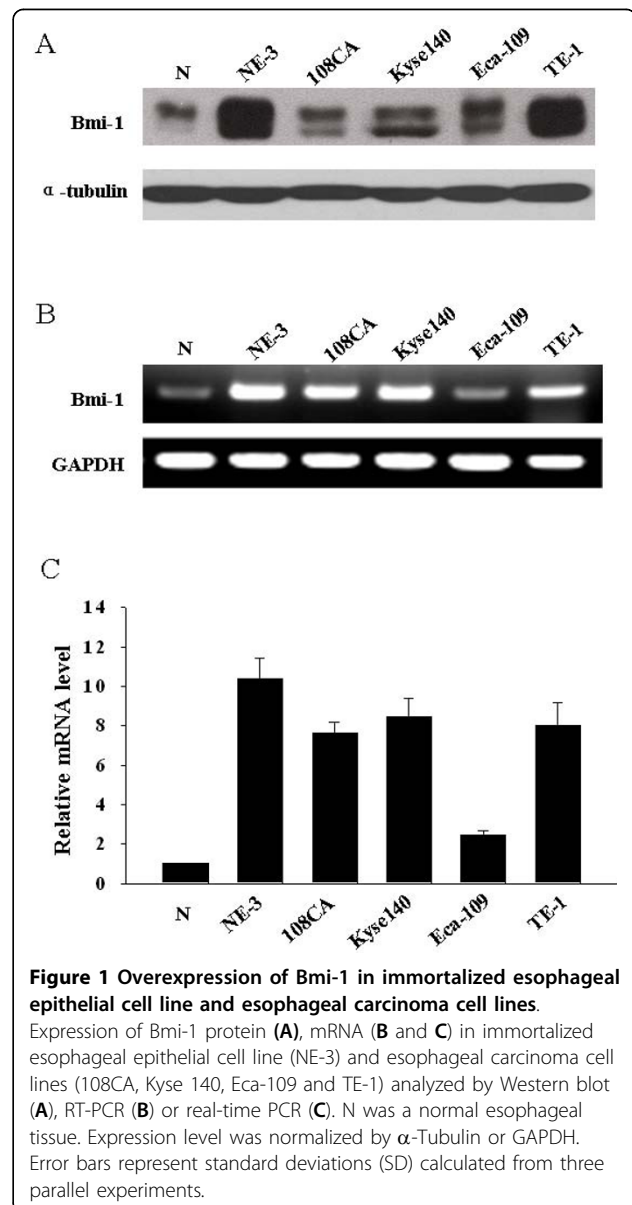 A
N NE-3 108CA Kyse140 Eca-109 TE-1
Bmi-1
α-tubulin
B
N NE-3 108CA Kyse140 Eca-109 TE-1
Bmi-1
GAPDH
C
Relative mRNA level
14
12
10
8
6
4
2
0
N NE-3 108CA Kyse140 Eca-109 TE-1
Figure 1 Overexpression of Bmi-1 in immortalized esophageal
epithelial cell line and esophageal carcinoma cell lines.
Expression of Bmi-1 protein (A), mRNA (B and C) in immortalized
esophageal epithelial cell line (NE-3) and esophageal carcinoma cell
lines (108CA, Kyse 140, Eca-109 and TE-1) analyzed by Western blot
(A), RT-PCR (B) or real-time PCR (C). N was a normal esophageal
tissue. Expression level was normalized by α-Tubulin or GAPDH.
Error bars represent standard deviations (SD) calculated from three
parallel experiments.